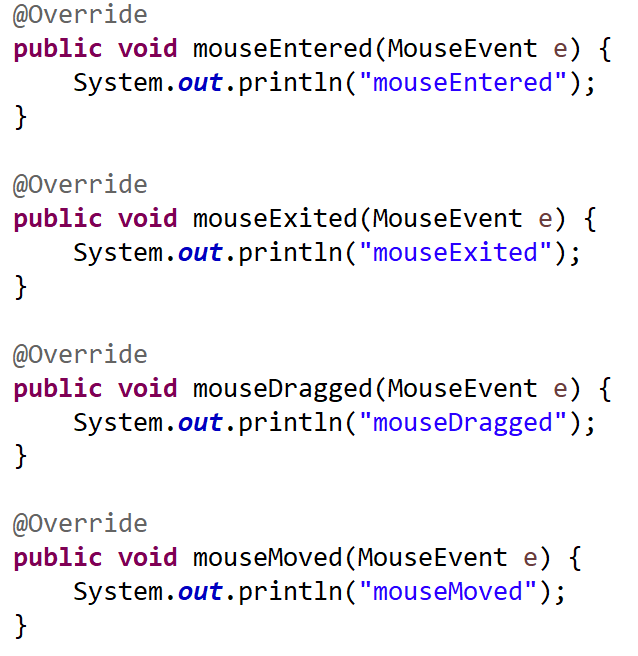 @Override
public void mouseEntered(MouseEvent e) {
    System.out.println("mouseEntered");
}

@Override
public void mouseExited(MouseEvent e) {
    System.out.println("mouseExited");
}

@Override
public void mouseDragged(MouseEvent e) {
    System.out.println("mouseDragged");
}

@Override
public void mouseMoved(MouseEvent e) {
    System.out.println("mouseMoved");
}